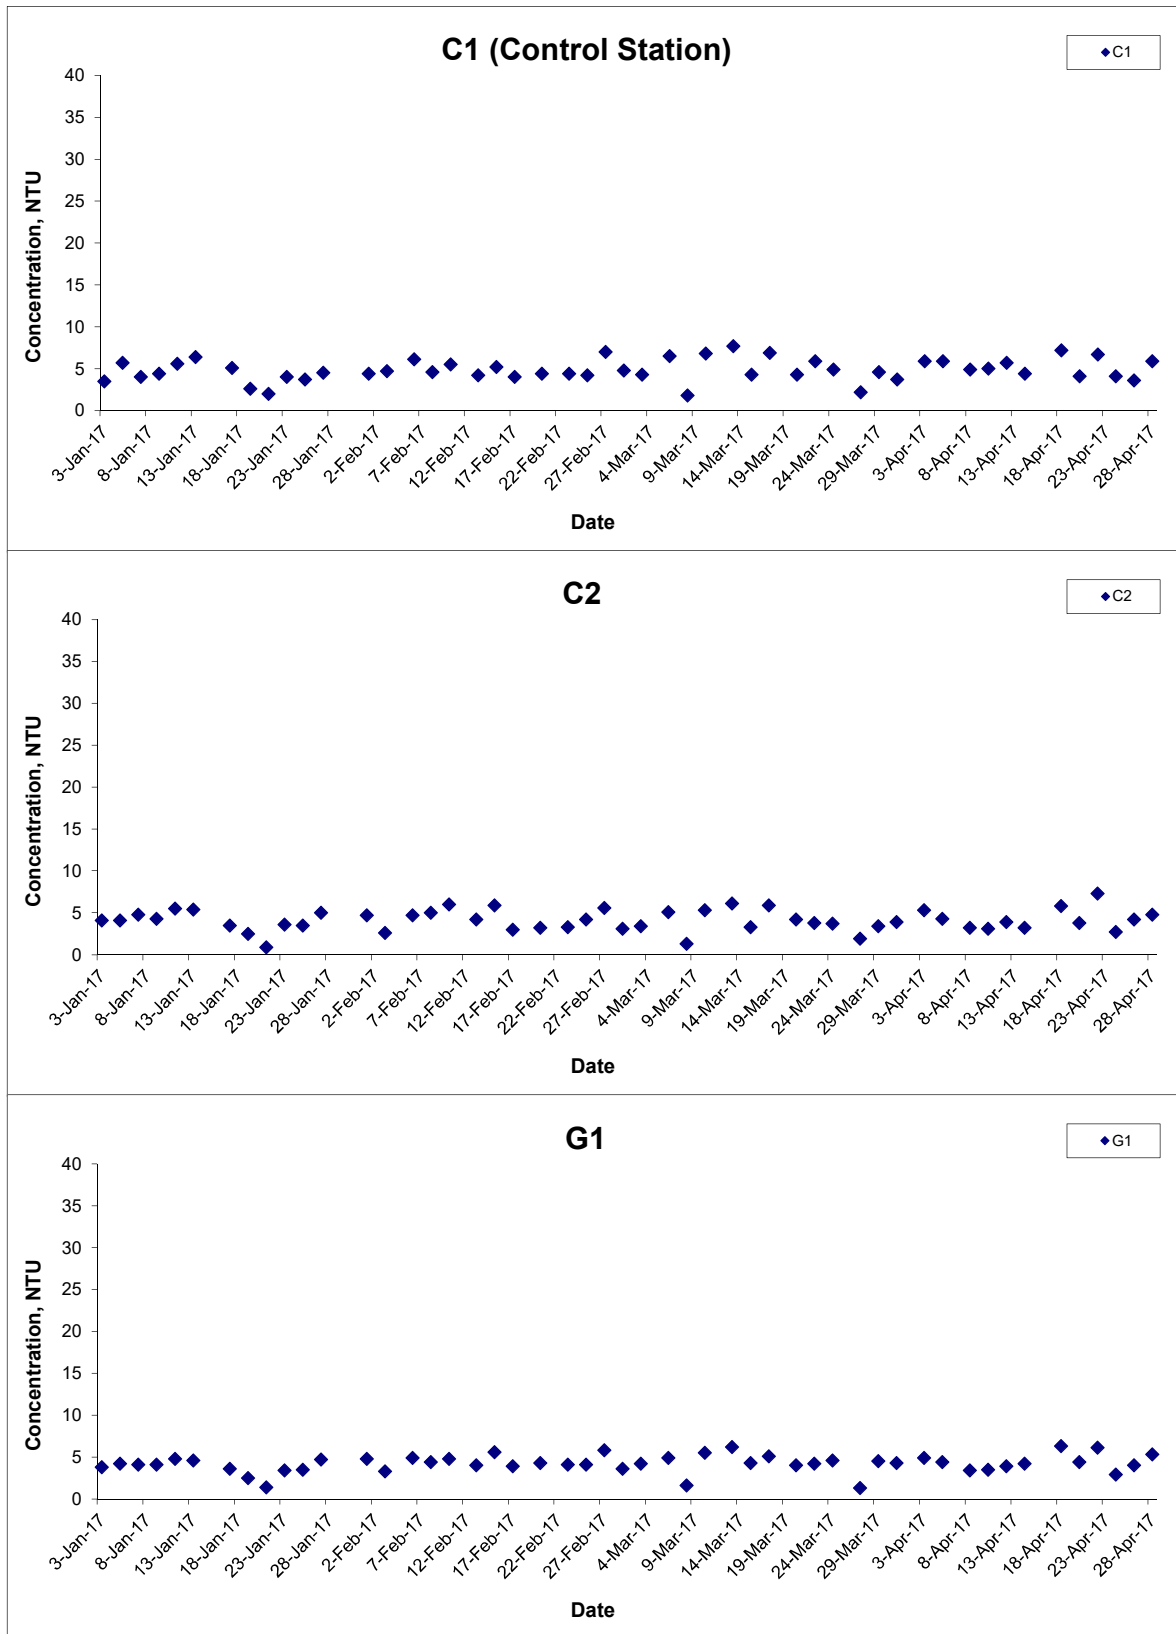 C1 (Control Station)
C1
40
35
30
25
20
15
10
5
0
Concentration, NTU
3-Jan-17
8-Jan-17
13-Jan-17
18-Jan-17
23-Jan-17
28-Jan-17
2-Feb-17
7-Feb-17
12-Feb-17
17-Feb-17
22-Feb-17
27-Feb-17
4-Mar-17
9-Mar-17
14-Mar-17
19-Mar-17
24-Mar-17
29-Mar-17
3-Apr-17
8-Apr-17
13-Apr-17
18-Apr-17
23-Apr-17
28-Apr-17
Date
C2
C2
40
35
30
25
20
15
10
5
0
Concentration, NTU
3-Jan-17
8-Jan-17
13-Jan-17
18-Jan-17
23-Jan-17
28-Jan-17
2-Feb-17
7-Feb-17
12-Feb-17
17-Feb-17
22-Feb-17
27-Feb-17
4-Mar-17
9-Mar-17
14-Mar-17
19-Mar-17
24-Mar-17
29-Mar-17
3-Apr-17
8-Apr-17
13-Apr-17
18-Apr-17
23-Apr-17
28-Apr-17
Date
G1
G1
40
35
30
25
20
15
10
5
0
Concentration, NTU
3-Jan-17
8-Jan-17
13-Jan-17
18-Jan-17
23-Jan-17
28-Jan-17
2-Feb-17
7-Feb-17
12-Feb-17
17-Feb-17
22-Feb-17
27-Feb-17
4-Mar-17
9-Mar-17
14-Mar-17
19-Mar-17
24-Mar-17
29-Mar-17
3-Apr-17
8-Apr-17
13-Apr-17
18-Apr-17
23-Apr-17
28-Apr-17
Date